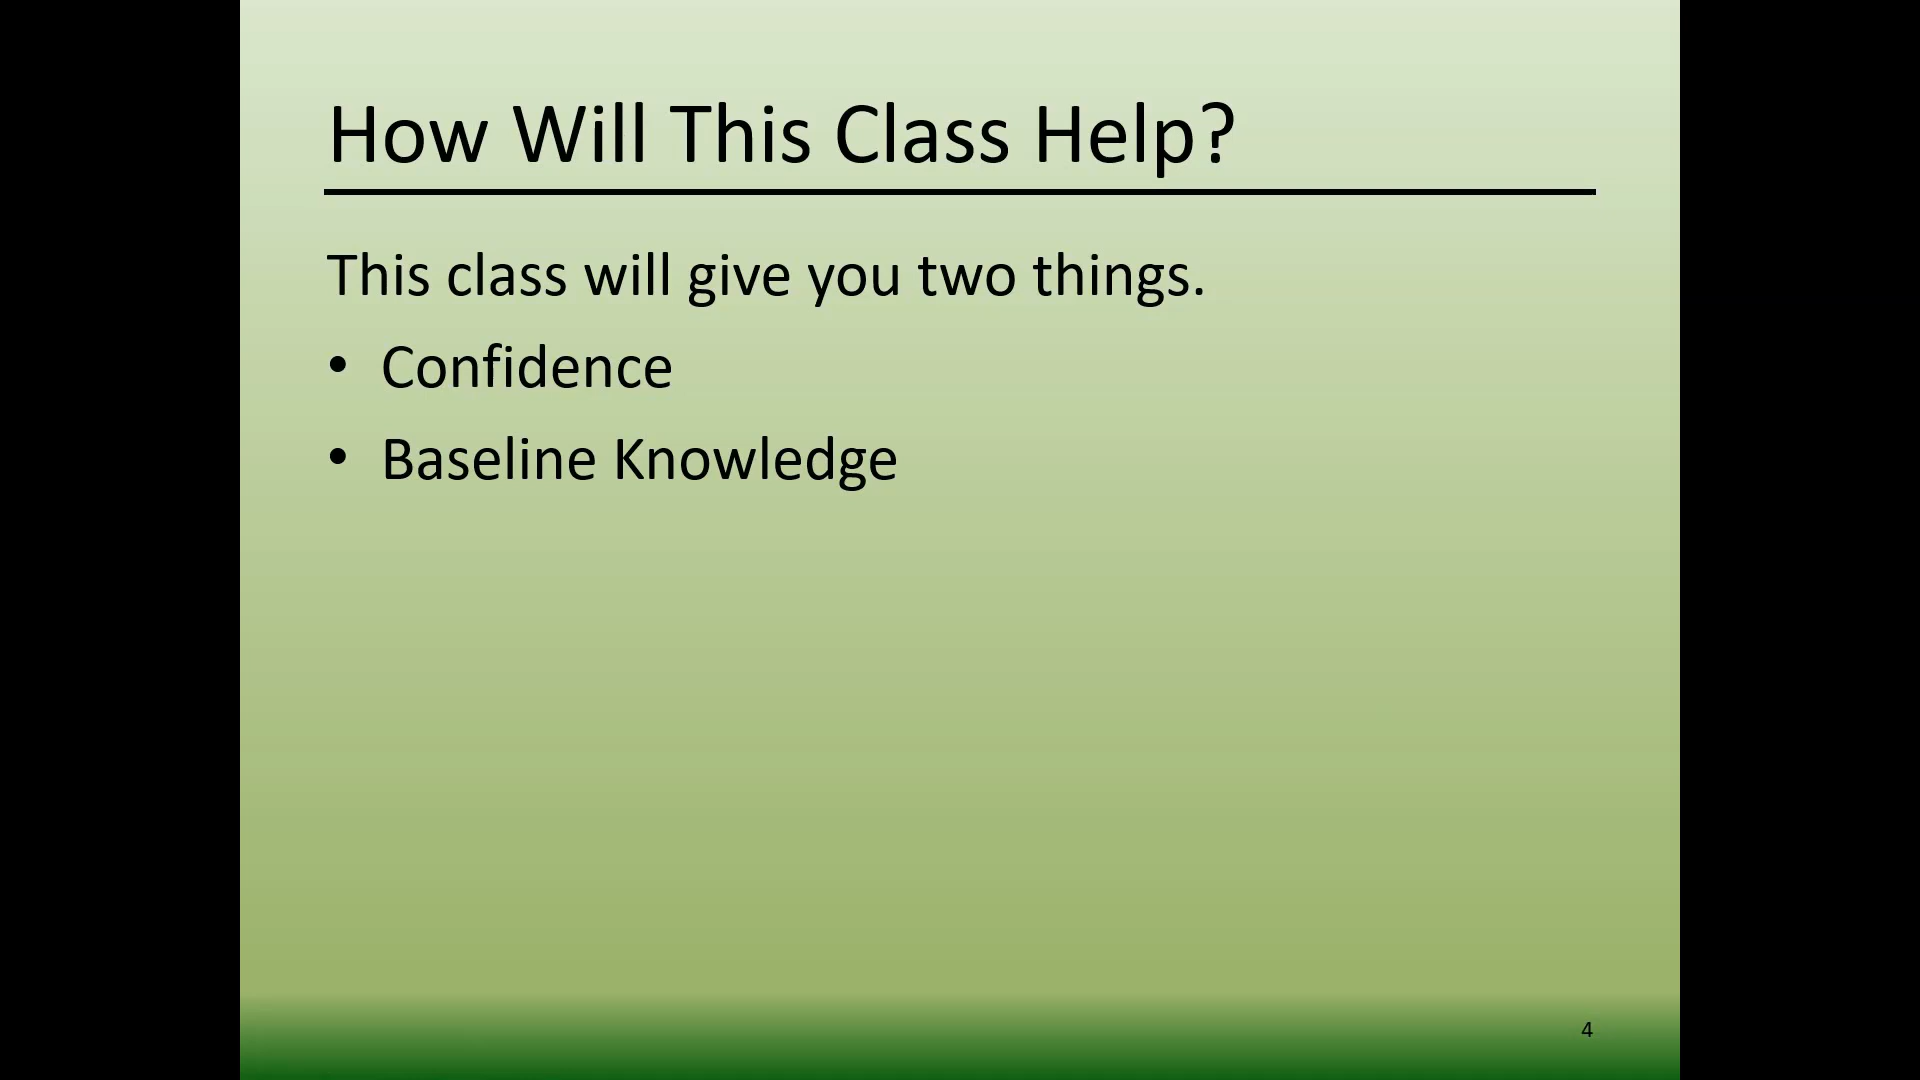 How Will This Class Help?
This class will give you two things.
• Confidence
• Baseline Knowledge
4